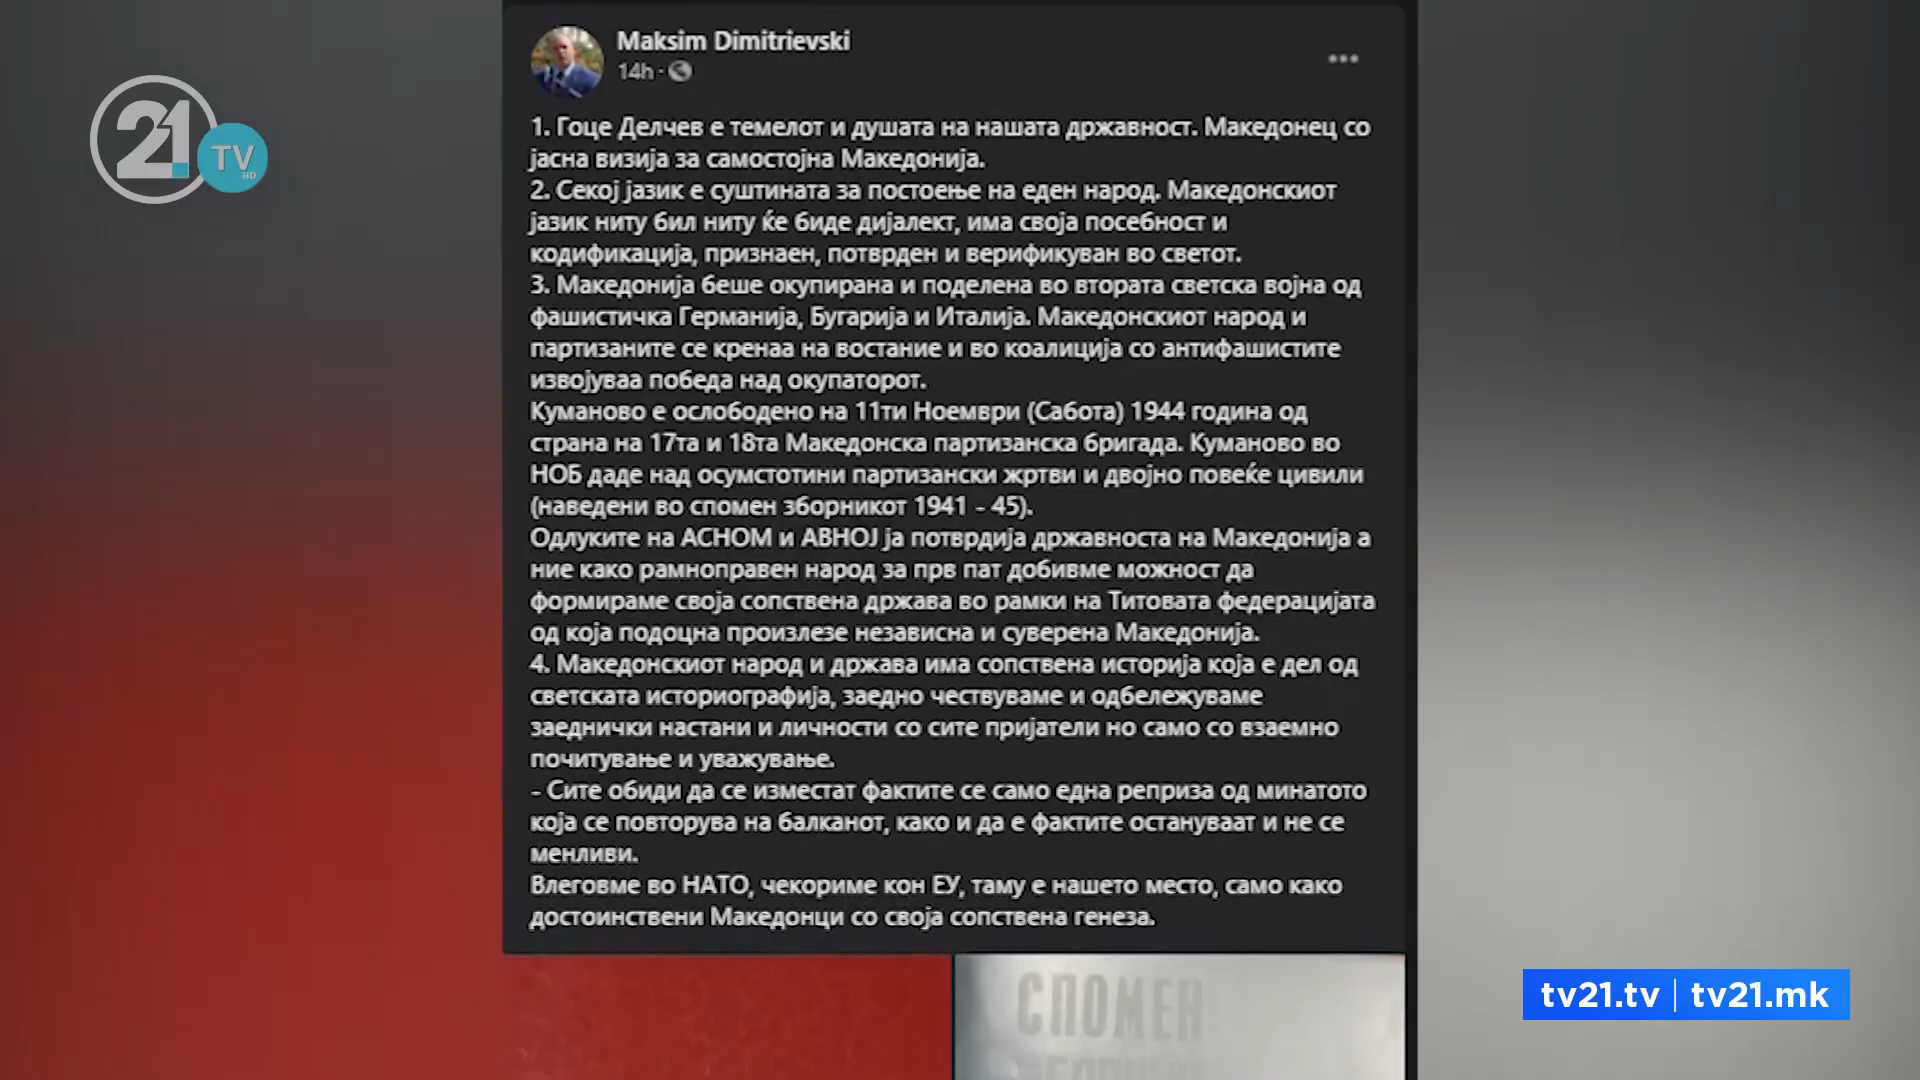 Maksim Dimitrievski
14h ·
21
TV
HD
1. Гоце Делчев е темелот и душата на нашата државност. Македонец со
јасна визија за самостојна Македонија.
2. Секој јазик е суштината за постоење на еден народ. Македонскиот
јазик ниту бил ниту ќе биде дијалект, има своја посебност и
кодификација, признаен, потврден и верификуван во светот.
3. Македонија беше окупирана и поделена во втората светска војна од
фашистичка Германија, Бугарија и Италија. Македонскиот народ и
партизаните се кренаа на востание и во коалиција со антифашистите
извојуваа победа над окупаторот.
Куманово е ослободено на 11ти Ноември (Сабота) 1944 година од
страна на 17та и 18та Македонска партизанска бригада. Куманово во
НОБ даде над осумстотини партизански жртви и двојно повеќе цивили
(наведени во спомен зборникот 1941 - 45).
Одлуките на АСНОМ и АВНОЈ ја потврдија државноста на Македонија а
ние како рамноправен народ за прв пат добивме можност да
формираме своја сопствена држава во рамки на Титовата федерацијата
од која подоцна произлезе независна и суверена Македонија.
4. Македонскиот народ и држава има сопствена историја која е дел од
светската историографија, заедно чествуваме и одбележуваме
заеднички настани и личности со сите пријатели но само со взаемно
почитување и уважување.
- Сите обиди да се изместат фактите се само една реприза од минатото
која се повторува на балканот, како и да е фактите остануваат и не се
менливи.
Влеговме во НАТО, чекориме кон ЕУ, таму е нашето место, само како
достоинствени Македонци со своја сопствена генеза.
СПОМЕН
tv21.tv | tv21.mk